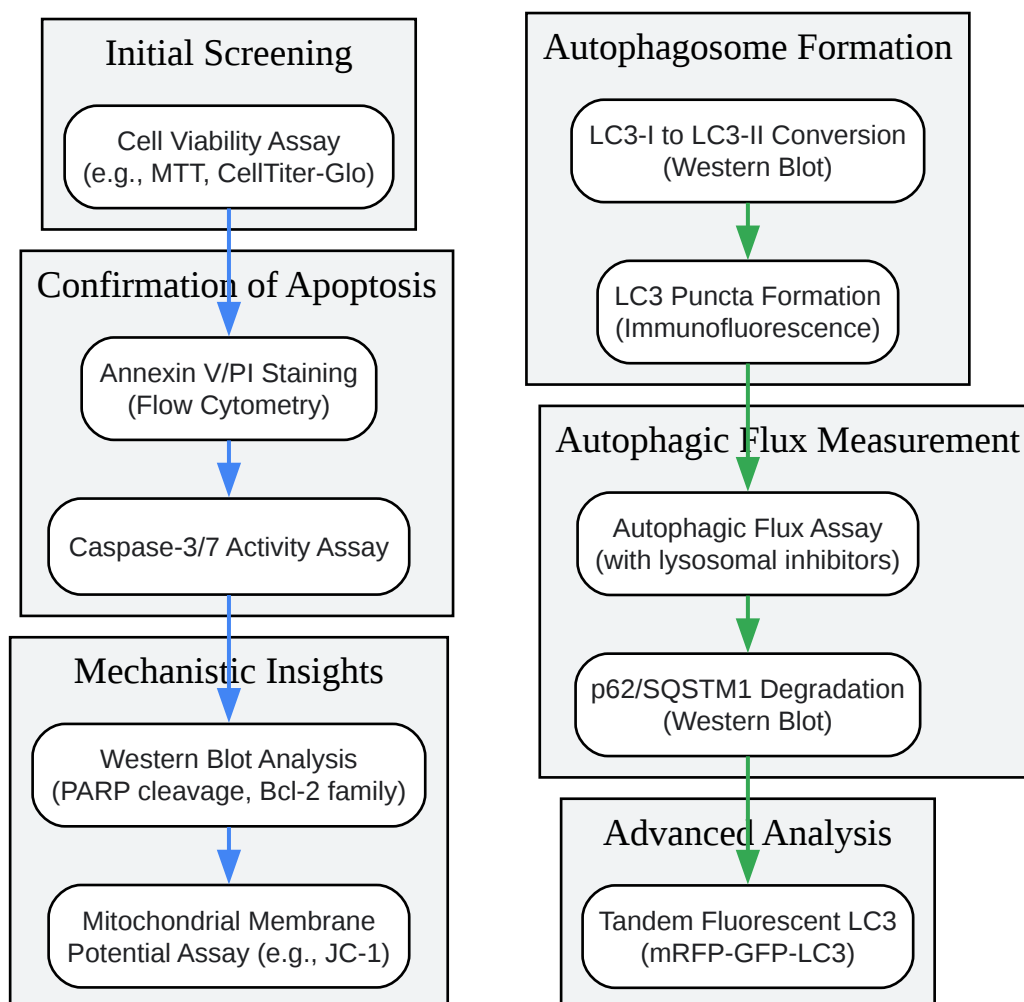 Initial Screening
Cell Viability Assay
(e.g., MTT, CellTiter-Glo)
Confirmation of Apoptosis
Annexin V/PI Staining
(Flow Cytometry)
Caspase-3/7 Activity Assay
Mechanistic Insights
Western Blot Analysis
(PARP cleavage, Bcl-2 family)
Mitochondrial Membrane
Potential Assay (e.g., JC-1)
Autophagosome Formation
LC3-I to LC3-II Conversion
(Western Blot)
LC3 Puncta Formation
(Immunofluorescence)
Autophagic Flux Measurement
Autophagic Flux Assay
(with lysosomal inhibitors)
p62/SQSTM1 Degradation
(Western Blot)
Advanced Analysis
Tandem Fluorescent LC3
(mRFP-GFP-LC3)